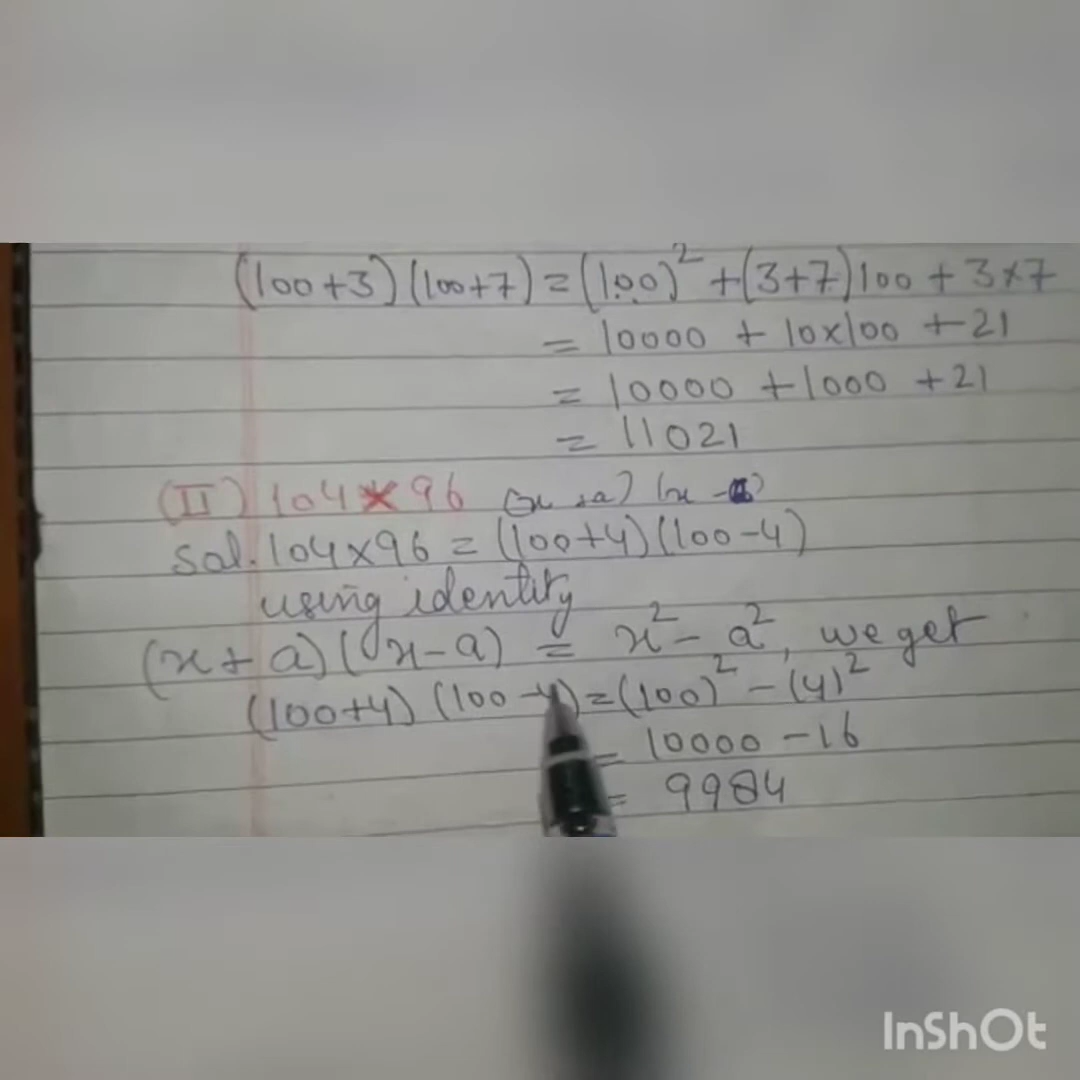 (100+3)(100+7)=(100)²+(3+7)100+3×7
= 10000 + 10×100 +21
= 10000 +1000 +21
= 11021
(II) 104×96 (x+a)(x-
Sol. 104×96 = (100+4)(100-4)
using identity
(x+a)(x-a) = x²-a², we get
(100+4)(100-4)=(100)²-(4)²
= 10000-16
= 9984
InShOt